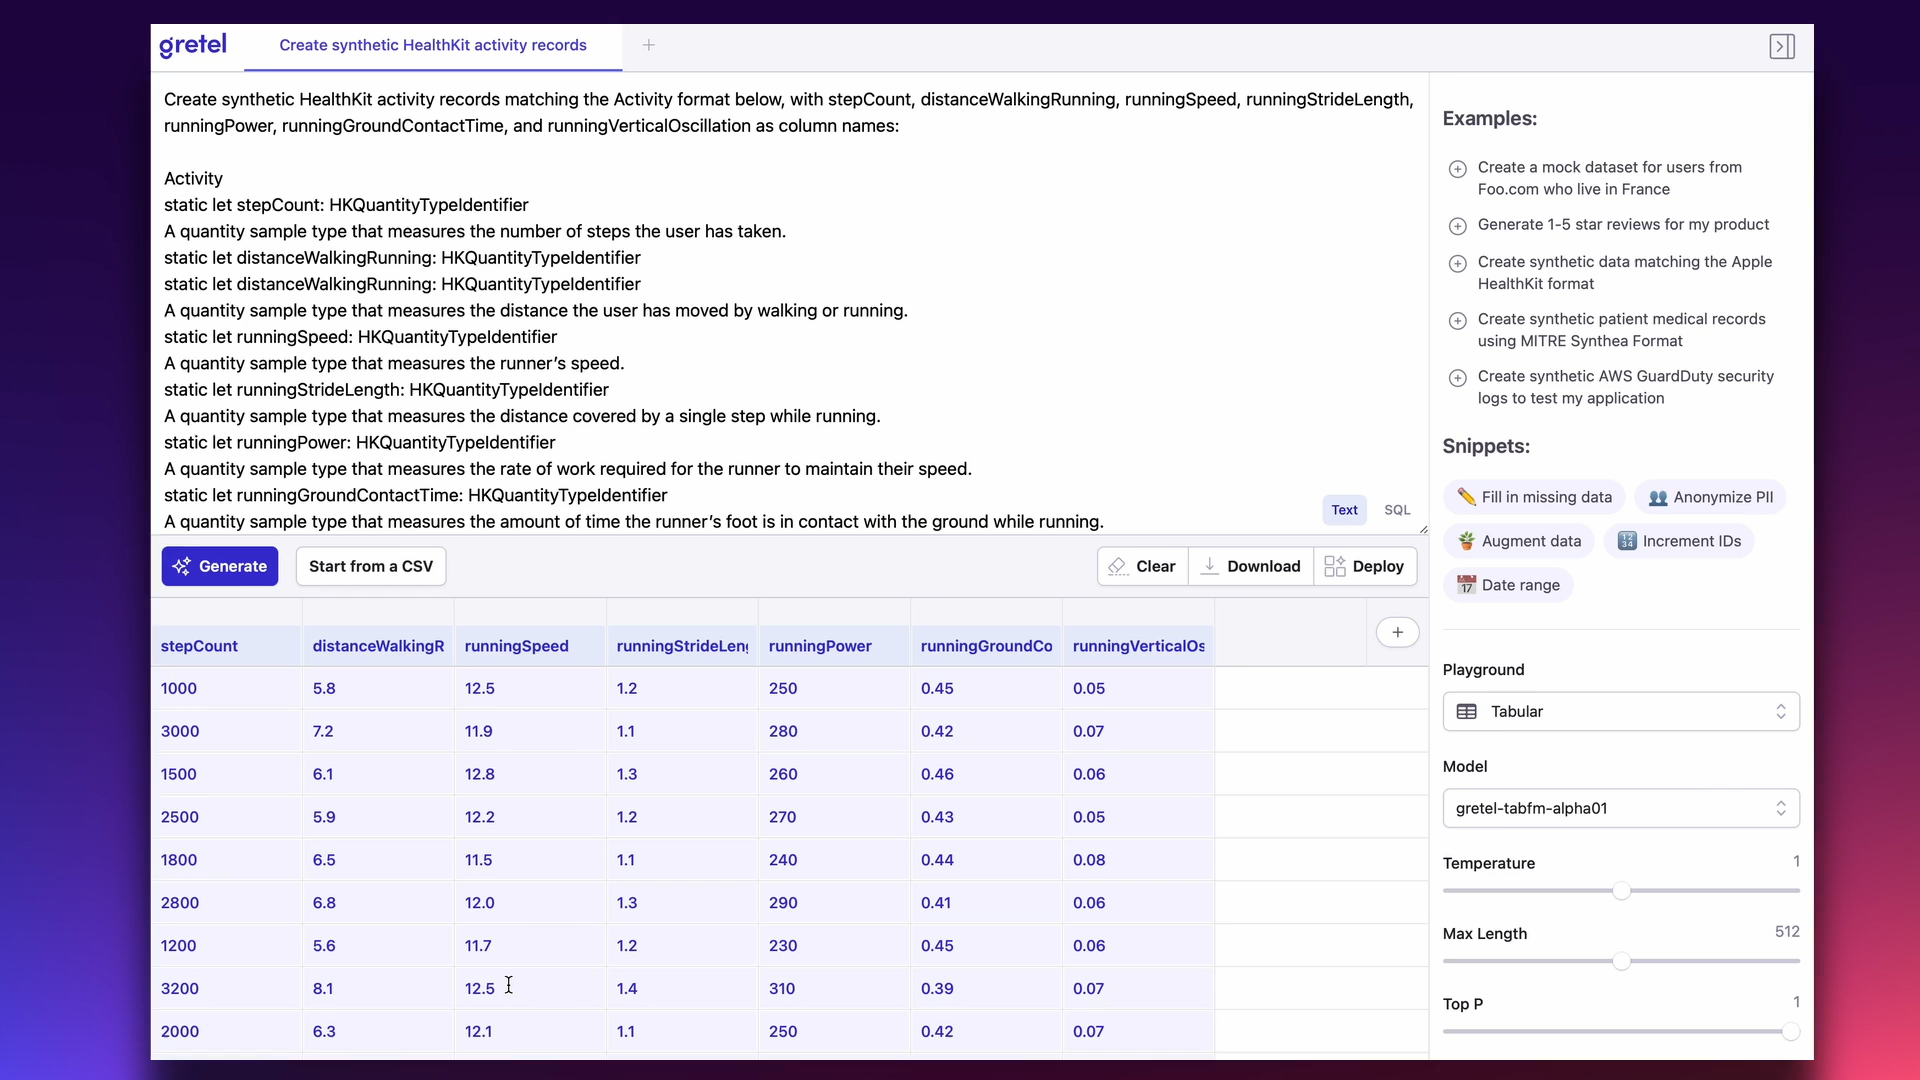 gretel
Create synthetic HealthKit activity records
Create synthetic HealthKit activity records matching the Activity format below, with stepCount, distanceWalkingRunning, runningSpeed, runningStrideLength,
runningPower, runningGroundContactTime, and runningVerticalOscillation as column names:
Activity
static let stepCount: HKQuantityTypeIdentifier
A quantity sample type that measures the number of steps the user has taken.
static let distanceWalkingRunning: HKQuantityTypeIdentifier
static let distanceWalkingRunning: HKQuantityTypeIdentifier
A quantity sample type that measures the distance the user has moved by walking or running.
static let runningSpeed: HKQuantityTypeIdentifier
A quantity sample type that measures the runner’s speed.
static let runningStrideLength: HKQuantityTypeIdentifier
A quantity sample type that measures the distance covered by a single step while running.
static let runningPower: HKQuantityTypeIdentifier
A quantity sample type that measures the rate of work required for the runner to maintain their speed.
static let runningGroundContactTime: HKQuantityTypeIdentifier
A quantity sample type that measures the amount of time the runner’s foot is in contact with the ground while running.
Text SQL
Generate Start from a CSV Clear Download Deploy
stepCount distanceWalkingR runningSpeed runningStrideLeng runningPower runningGroundCo runningVerticalOs
1000 5.8 12.5 1.2 250 0.45 0.05
3000 7.2 11.9 1.1 280 0.42 0.07
1500 6.1 12.8 1.3 260 0.46 0.06
2500 5.9 12.2 1.2 270 0.43 0.05
1800 6.5 11.5 1.1 240 0.44 0.08
2800 6.8 12.0 1.3 290 0.41 0.06
1200 5.6 11.7 1.2 230 0.45 0.06
3200 8.1 12.5 1.4 310 0.39 0.07
2000 6.3 12.1 1.1 250 0.42 0.07
Examples:
Create a mock dataset for users from
Foo.com who live in France
Generate 1-5 star reviews for my product
Create synthetic data matching the Apple
HealthKit format
Create synthetic patient medical records
using MITRE Synthea Format
Create synthetic AWS GuardDuty security
logs to test my application
Snippets:
Fill in missing data Anonymize PII
Augment data Increment IDs
Date range
Playground
Tabular
Model
gretel-tabfm-alpha01
Temperature 1
Max Length 512
Top P 1